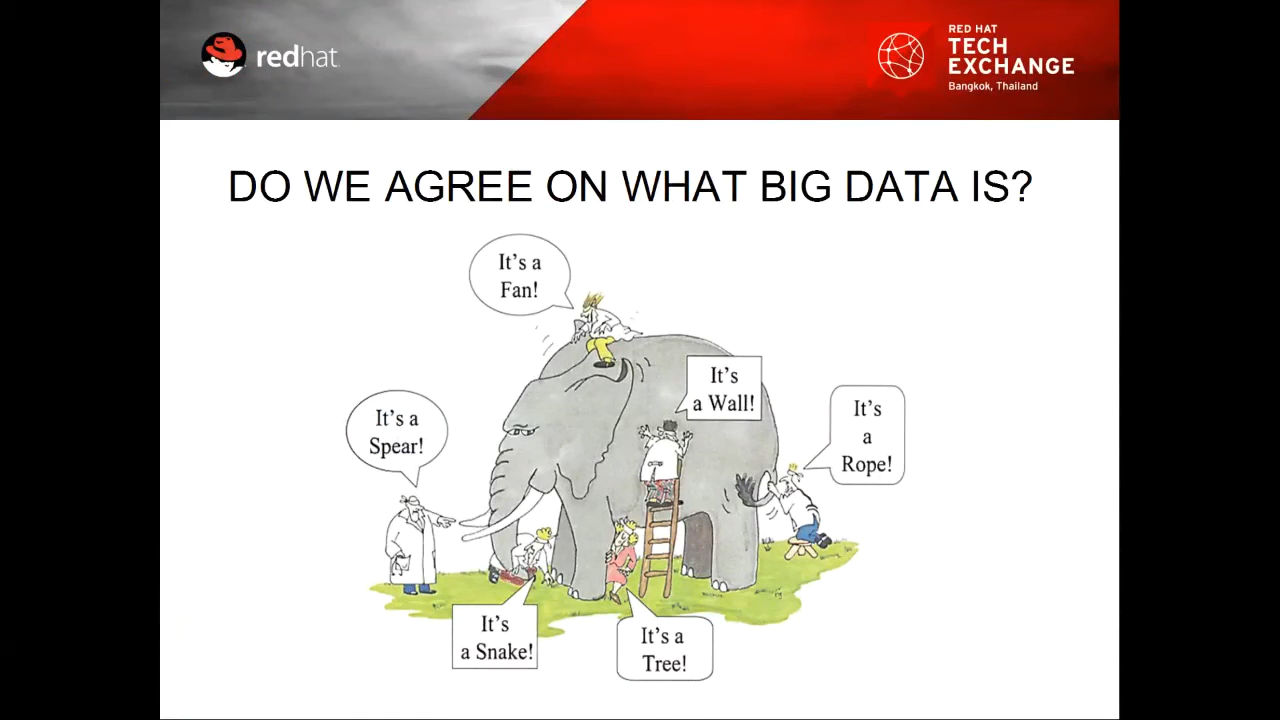 redhat
RED HAT
TECH
EXCHANGE
Bangkok, Thailand
DO WE AGREE ON WHAT BIG DATA IS?
It's a
Fan!
It's
a Wall!
It's a
Spear!
It's
a
Rope!
It's
a Snake!
It's a
Tree!